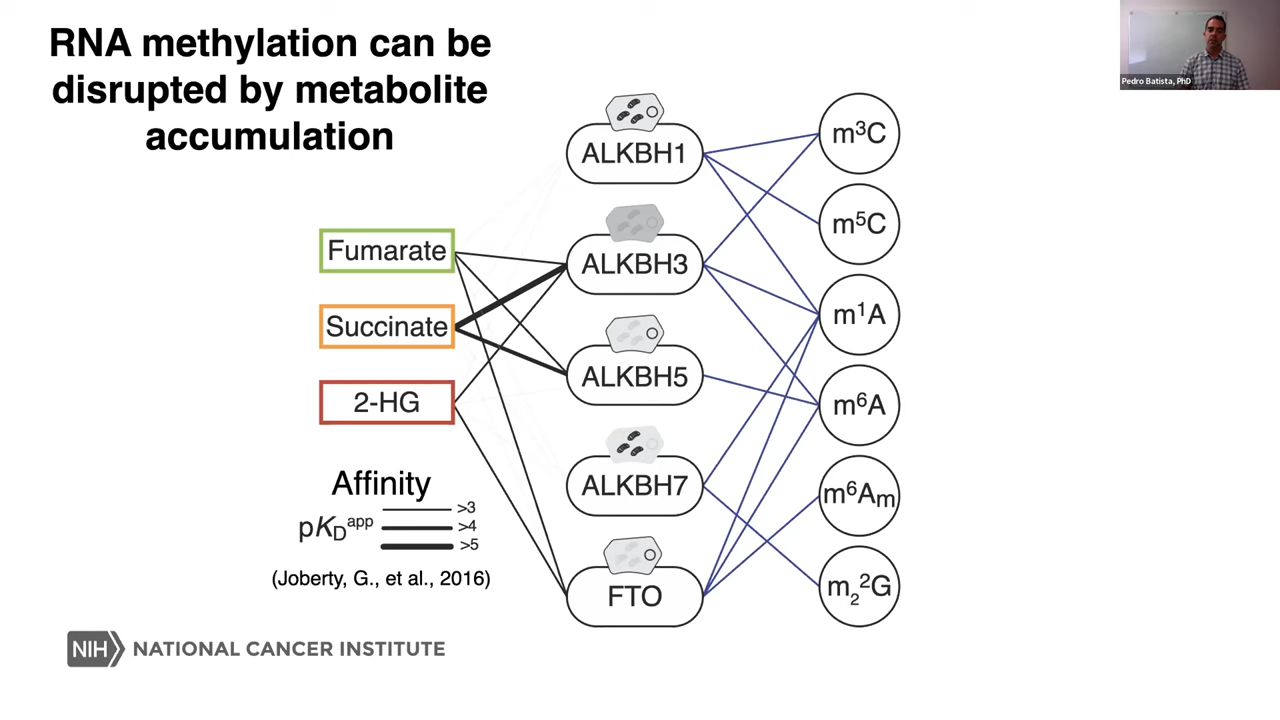 RNA methylation can be
disrupted by metabolite
accumulation
Pedro Batista, PhD
Fumarate
Succinate
2-HG
Affinity
pK_D^app
>3
>4
>5
(Joberty, G., et al., 2016)
ALKBH1
ALKBH3
ALKBH5
ALKBH7
FTO
m³C
m⁵C
m¹A
m⁶A
m⁶Am
m₂²G
NIH NATIONAL CANCER INSTITUTE